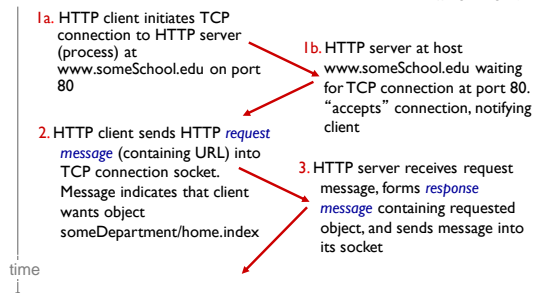 1a. HTTP client initiates TCP
connection to HTTP server
(process) at
www.someSchool.edu on port
80
1b. HTTP server at host
www.someSchool.edu waiting
for TCP connection at port 80.
“accepts” connection, notifying
client
2. HTTP client sends HTTP request
message (containing URL) into
TCP connection socket.
Message indicates that client
wants object
someDepartment/home.index
3. HTTP server receives request
message, forms response
message containing requested
object, and sends message into
its socket
time